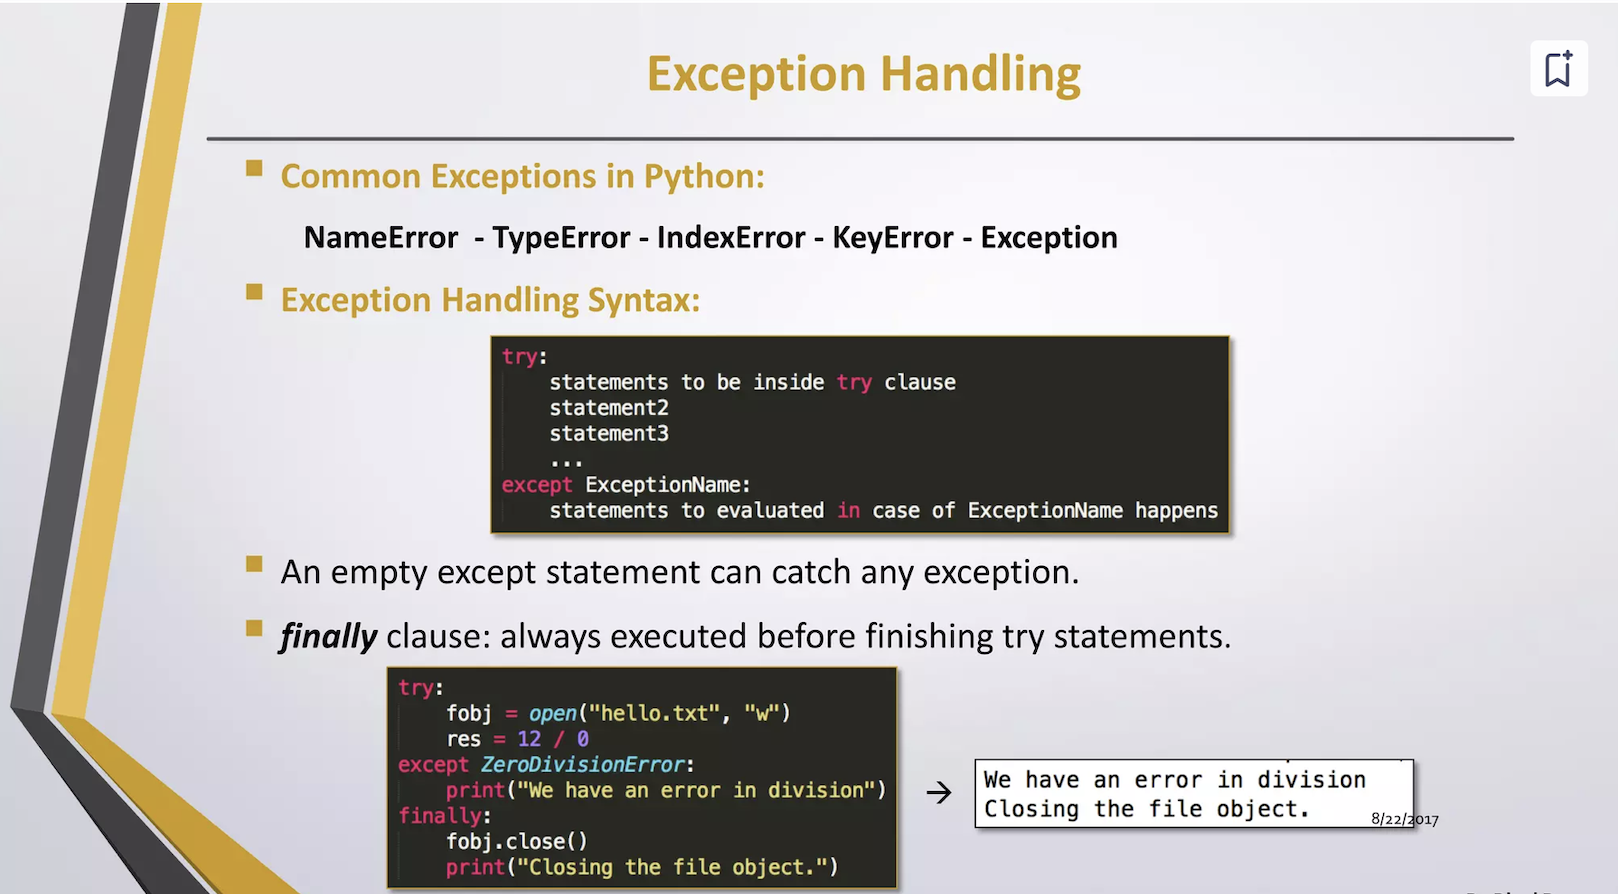 Exception Handling
Common Exceptions in Python:
NameError - TypeError - IndexError - KeyError - Exception
Exception Handling Syntax:
try:
    statements to be inside try clause
    statement2
    statement3
    ...
except ExceptionName:
    statements to evaluated in case of ExceptionName happens
An empty except statement can catch any exception.
finally clause: always executed before finishing try statements.
try:
    fobj = open("hello.txt", "w")
    res = 12 / 0
except ZeroDivisionError:
    print("We have an error in division")
finally:
    fobj.close()
    print("Closing the file object.")
→
We have an error in division
Closing the file object.
8/22/2017